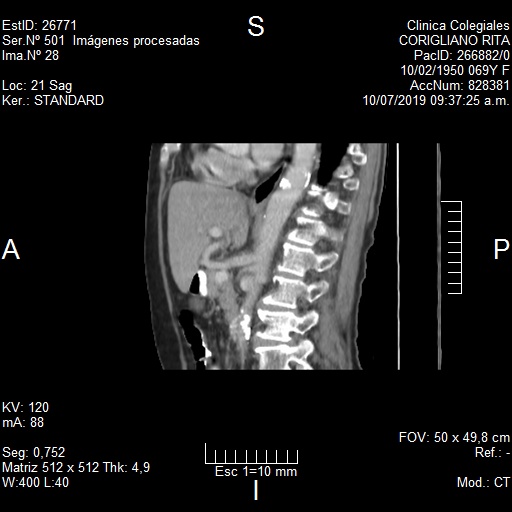 EstID: 26771
Ser.Nº 501 Imágenes procesadas
Ima.Nº 28
Loc: 21 Sag
Ker.: STANDARD
S
Clinica Colegiales
CORIGLIANO RITA
PacID: 266882/0
10/02/1950 069Y F
AccNum: 828381
10/07/2019 09:37:25 a.m.
A
P
KV: 120
mA: 88
Seg: 0,752
Matriz 512 x 512 Thk: 4,9
W:400 L:40
Esc 1=10 mm
I
FOV: 50 x 49,8 cm
Ref.: -
Mod.: CT